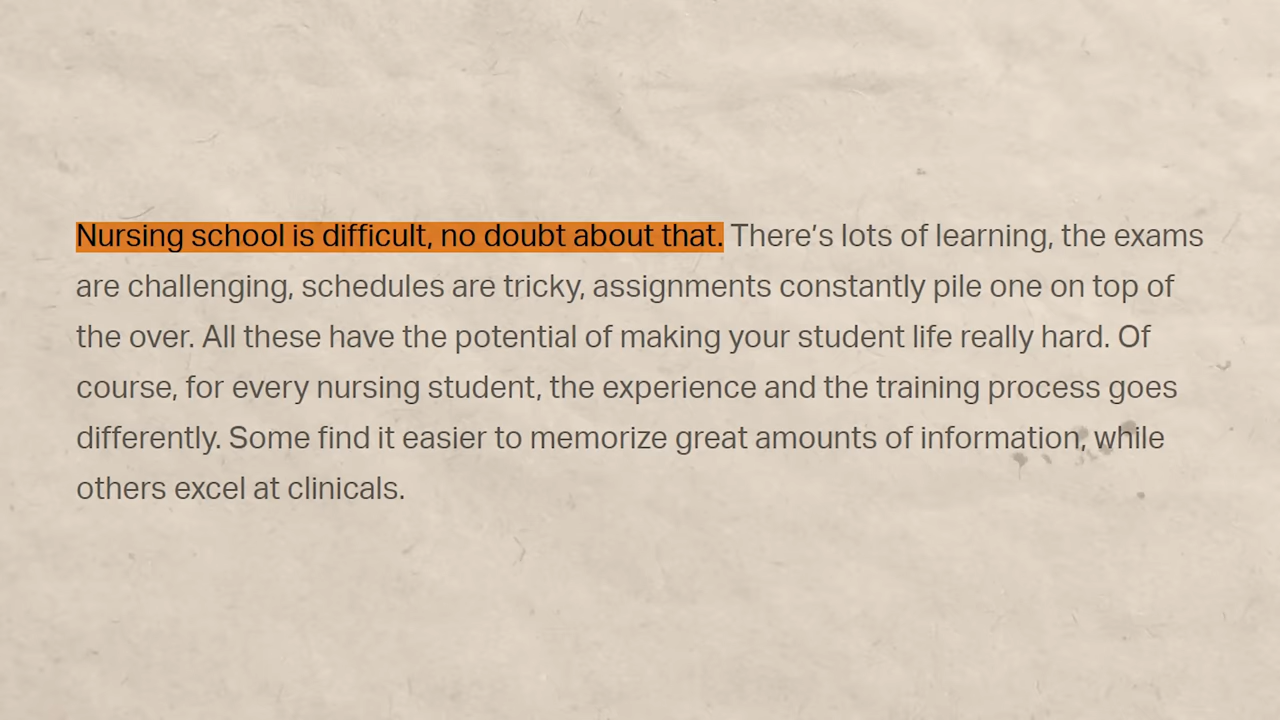 Nursing school is difficult, no doubt about that. There’s lots of learning, the exams
are challenging, schedules are tricky, assignments constantly pile one on top of
the over. All these have the potential of making your student life really hard. Of
course, for every nursing student, the experience and the training process goes
differently. Some find it easier to memorize great amounts of information, while
others excel at clinicals.